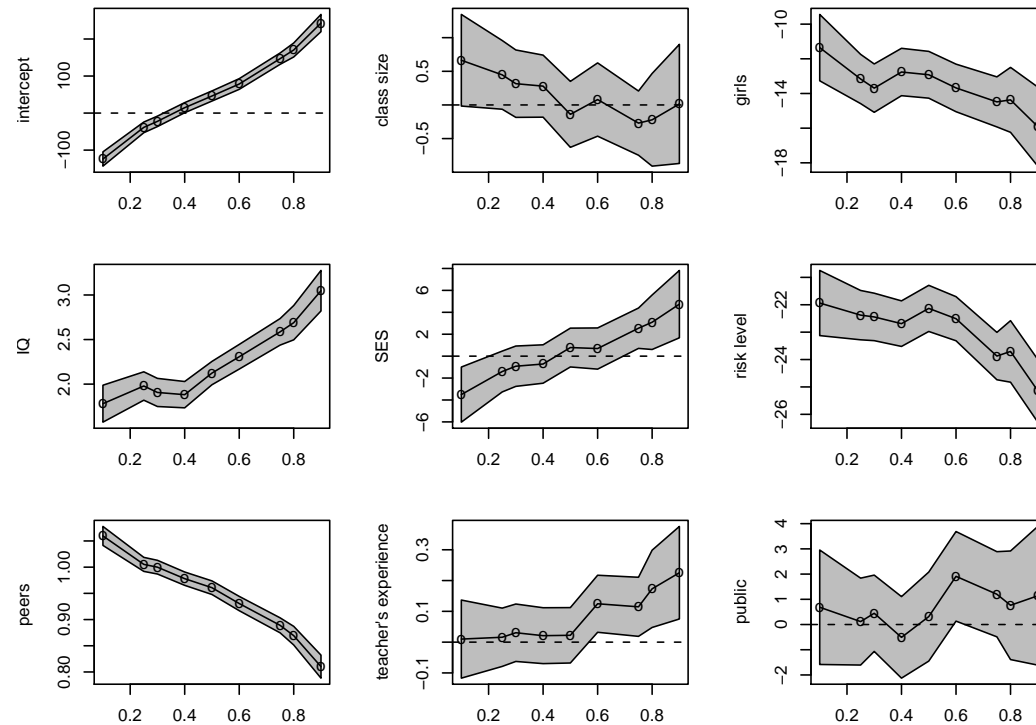 intercept
100
−100
0.2 0.4 0.6 0.8
class size
0.5
−0.5
0.2 0.4 0.6 0.8
girls
−10
−14
−18
0.2 0.4 0.6 0.8
IQ
3.0
2.5
2.0
0.2 0.4 0.6 0.8
SES
6
2
−2
−6
0.2 0.4 0.6 0.8
risk level
−22
−24
−26
0.2 0.4 0.6 0.8
peers
1.00
0.90
0.80
0.2 0.4 0.6 0.8
teacher's experience
0.3
0.1
−0.1
0.2 0.4 0.6 0.8
public
4
3
2
1
0
−2
0.2 0.4 0.6 0.8